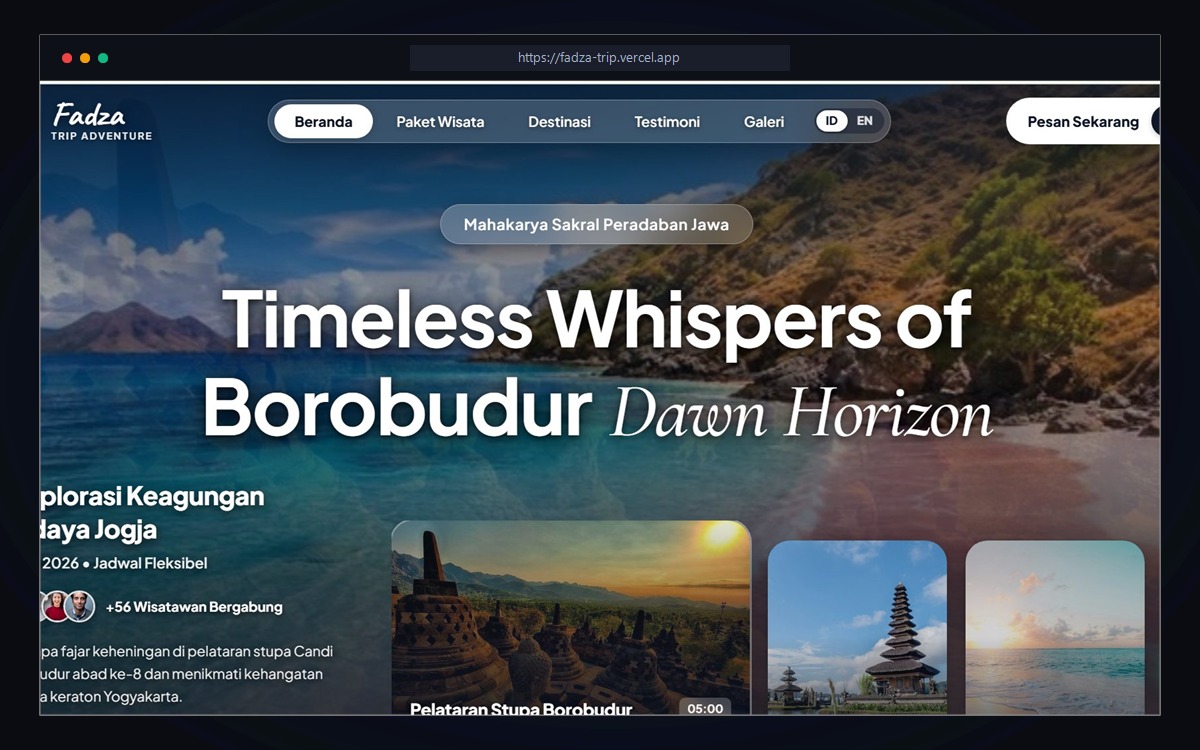 https://fadza-trip.vercel.app
Fadza
TRIP ADVENTURE
Beranda
Paket Wisata
Destinasi
Testimoni
Galeri
ID
EN
Pesan Sekarang
Mahakarya Sakral Peradaban Jawa
Timeless Whispers of
Borobudur Dawn Horizon
plorasi Keagungan
daya Jogja
2026 • Jadwal Fleksibel
+56 Wisatawan Bergabung
pa fajar keheningan di pelataran stupa Candi
udur abad ke-8 dan menikmati kehangatan
a keraton Yogyakarta.
Pelataran Stupa Borobudur
05:00